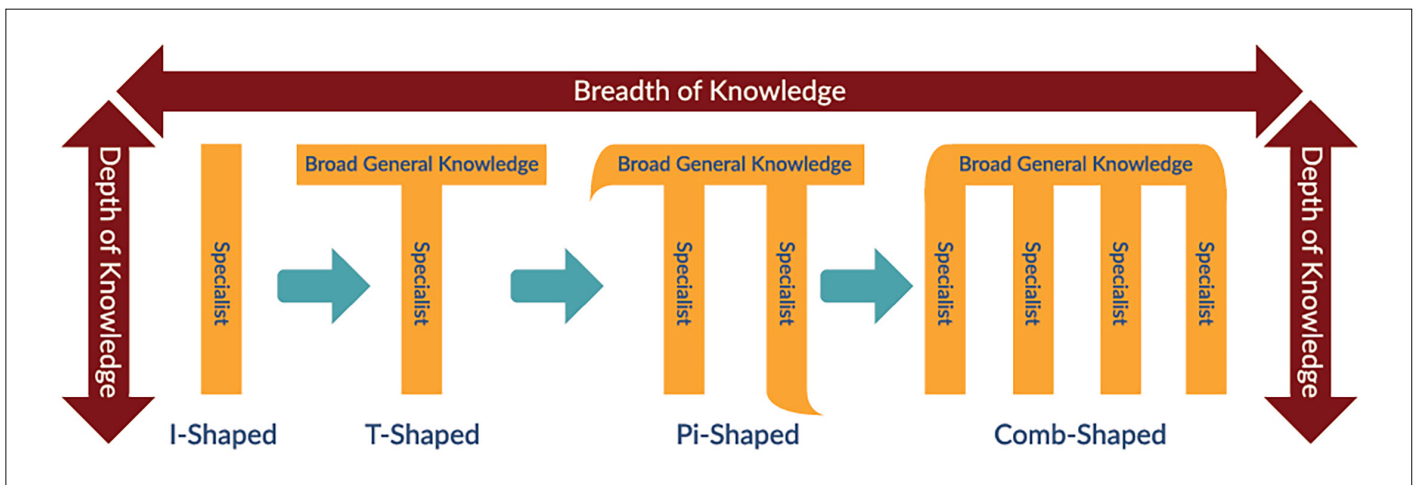 Breadth of Knowledge
Depth of Knowledge
Specialist
I-Shaped
Broad General Knowledge
Specialist
T-Shaped
Broad General Knowledge
Specialist
Specialist
Pi-Shaped
Broad General Knowledge
Specialist
Specialist
Specialist
Specialist
Comb-Shaped
Depth of Knowledge